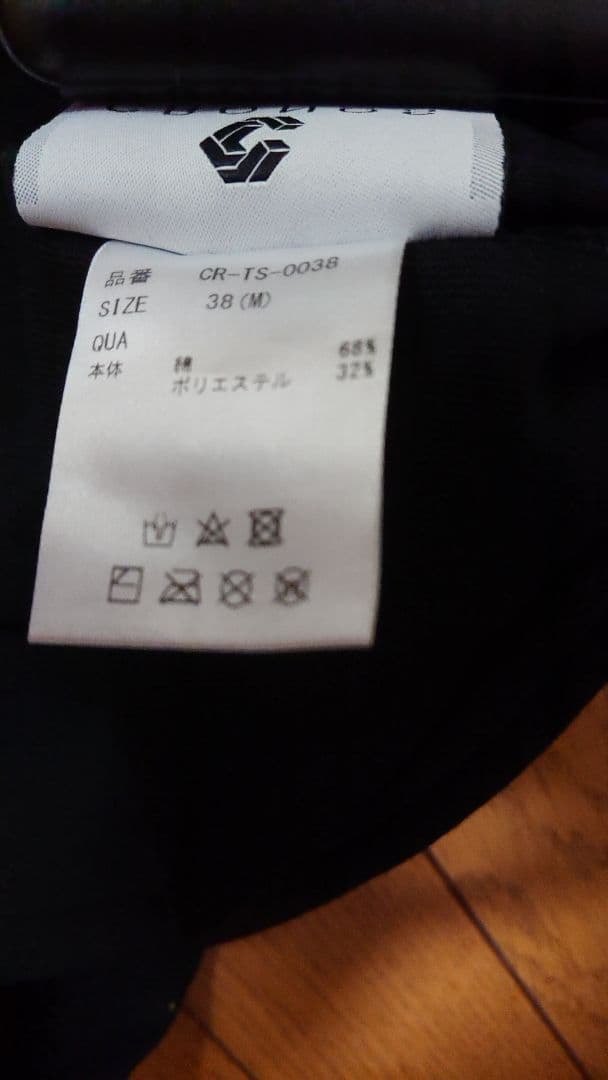 品番 CR-TS-0038
SIZE 38(M)
QUA
本体 綿 68%
ポリエステル 32%